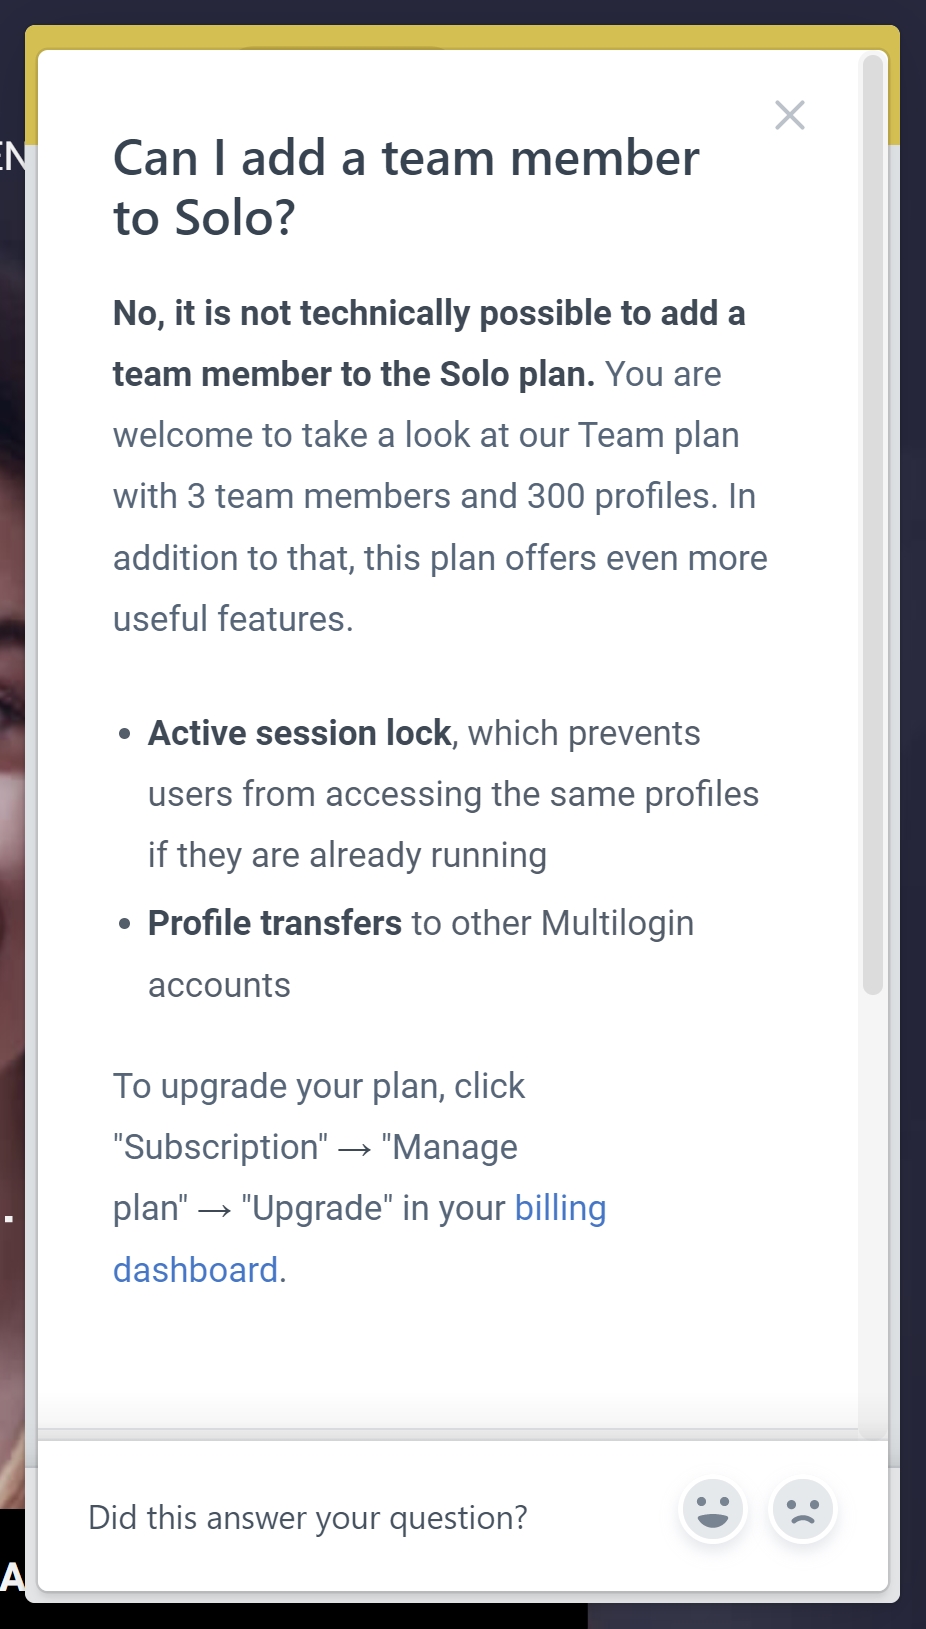 EN
Can I add a team member
to Solo?
No, it is not technically possible to add a
team member to the Solo plan. You are
welcome to take a look at our Team plan
with 3 team members and 300 profiles. In
addition to that, this plan offers even more
useful features.
• Active session lock, which prevents
users from accessing the same profiles
if they are already running
• Profile transfers to other Multilogin
accounts
To upgrade your plan, click
"Subscription" → "Manage
plan" → "Upgrade" in your billing
dashboard.
.
Did this answer your question?
A